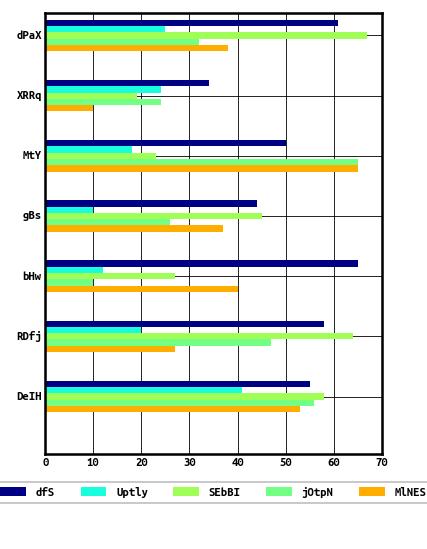 dPaX
XRRq
MtY
gBs
bHw
RDfj
DeIH
0 10 20 30 40 50 60 70
dfS Uptly SEbBI jOtpN MlNES